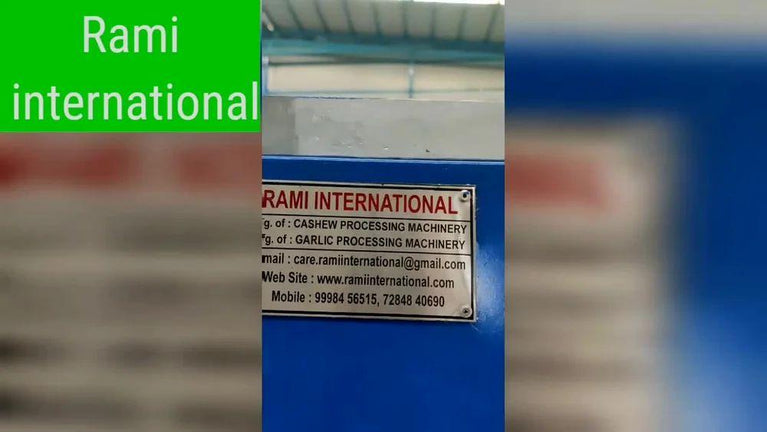 Rami
international
RAMI INTERNATIONAL
g. of : CASHEW PROCESSING MACHINERY
fg. of : GARLIC PROCESSING MACHINERY
mail : care.ramiinternational@gmail.com
Web Site : www.ramiinternational.com
Mobile : 99984 56515, 72848 40690